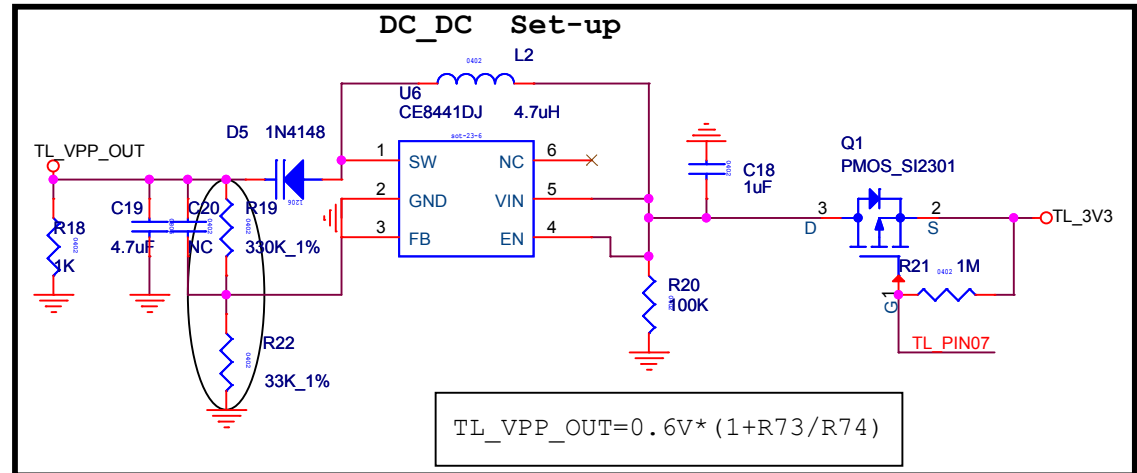 DC_DC Set-up
0402
L2
U6
CE8441DJ
4.7uH
D5 1N4148
sot-23-6
Q1
PMOS_SI2301
TL_VPP_OUT
1 SW
NC 6
2 GND
VIN 5
3 FB
EN 4
1206
C18
1uF
0402
3
D
2
S
TL_3V3
C19
4.7uF
C20
NC
0402
R19
0402
330K_1%
R18
0402
1K
R20
100K
R21
0402
1M
G1
TL_PIN07
R22
0402
33K_1%
TL_VPP_OUT=0.6V*(1+R73/R74)